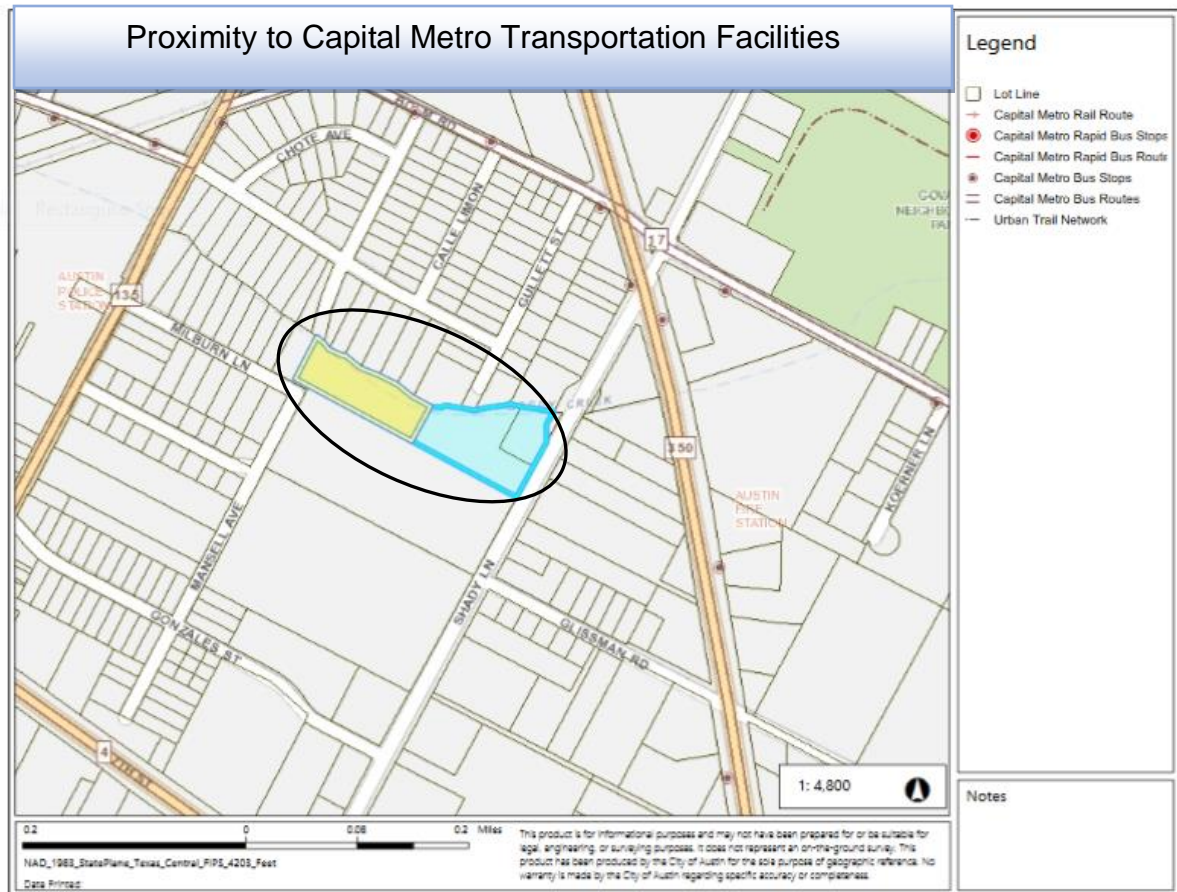 Proximity to Capital Metro Transportation Facilities
Legend
Lot Line
Capital Metro Rail Route
Capital Metro Rapid Bus Stops
Capital Metro Rapid Bus Route
Capital Metro Bus Stops
Capital Metro Bus Routes
Urban Trail Network
CHOTE AVE
CALLE LIMON
GULLETT ST
17
NEIGHBO
AUSTIN
POLICE
STATION
135
MILBURN LN
CREEK
350
KOERNER LN
AUSTIN
FIRE
STATION
MANSELL AVE
SHADY LN
GONZALES ST
GLISSMAN RD
4
1: 4,800
Notes
0.2 0 0.08 0.2 Miles
NAD_1983_StatePlane_Texas_Central_FIPS_4203_Feet
Date Printed:
This product is for informational purposes and may not have been prepared for or be suitable for
legal, engineering, or surveying purposes. It does not represent an on-the-ground survey. This
product has been produced by the City of Austin for the sole purpose of geographic reference. No
warranty is made by the City of Austin regarding specific accuracy or completeness.